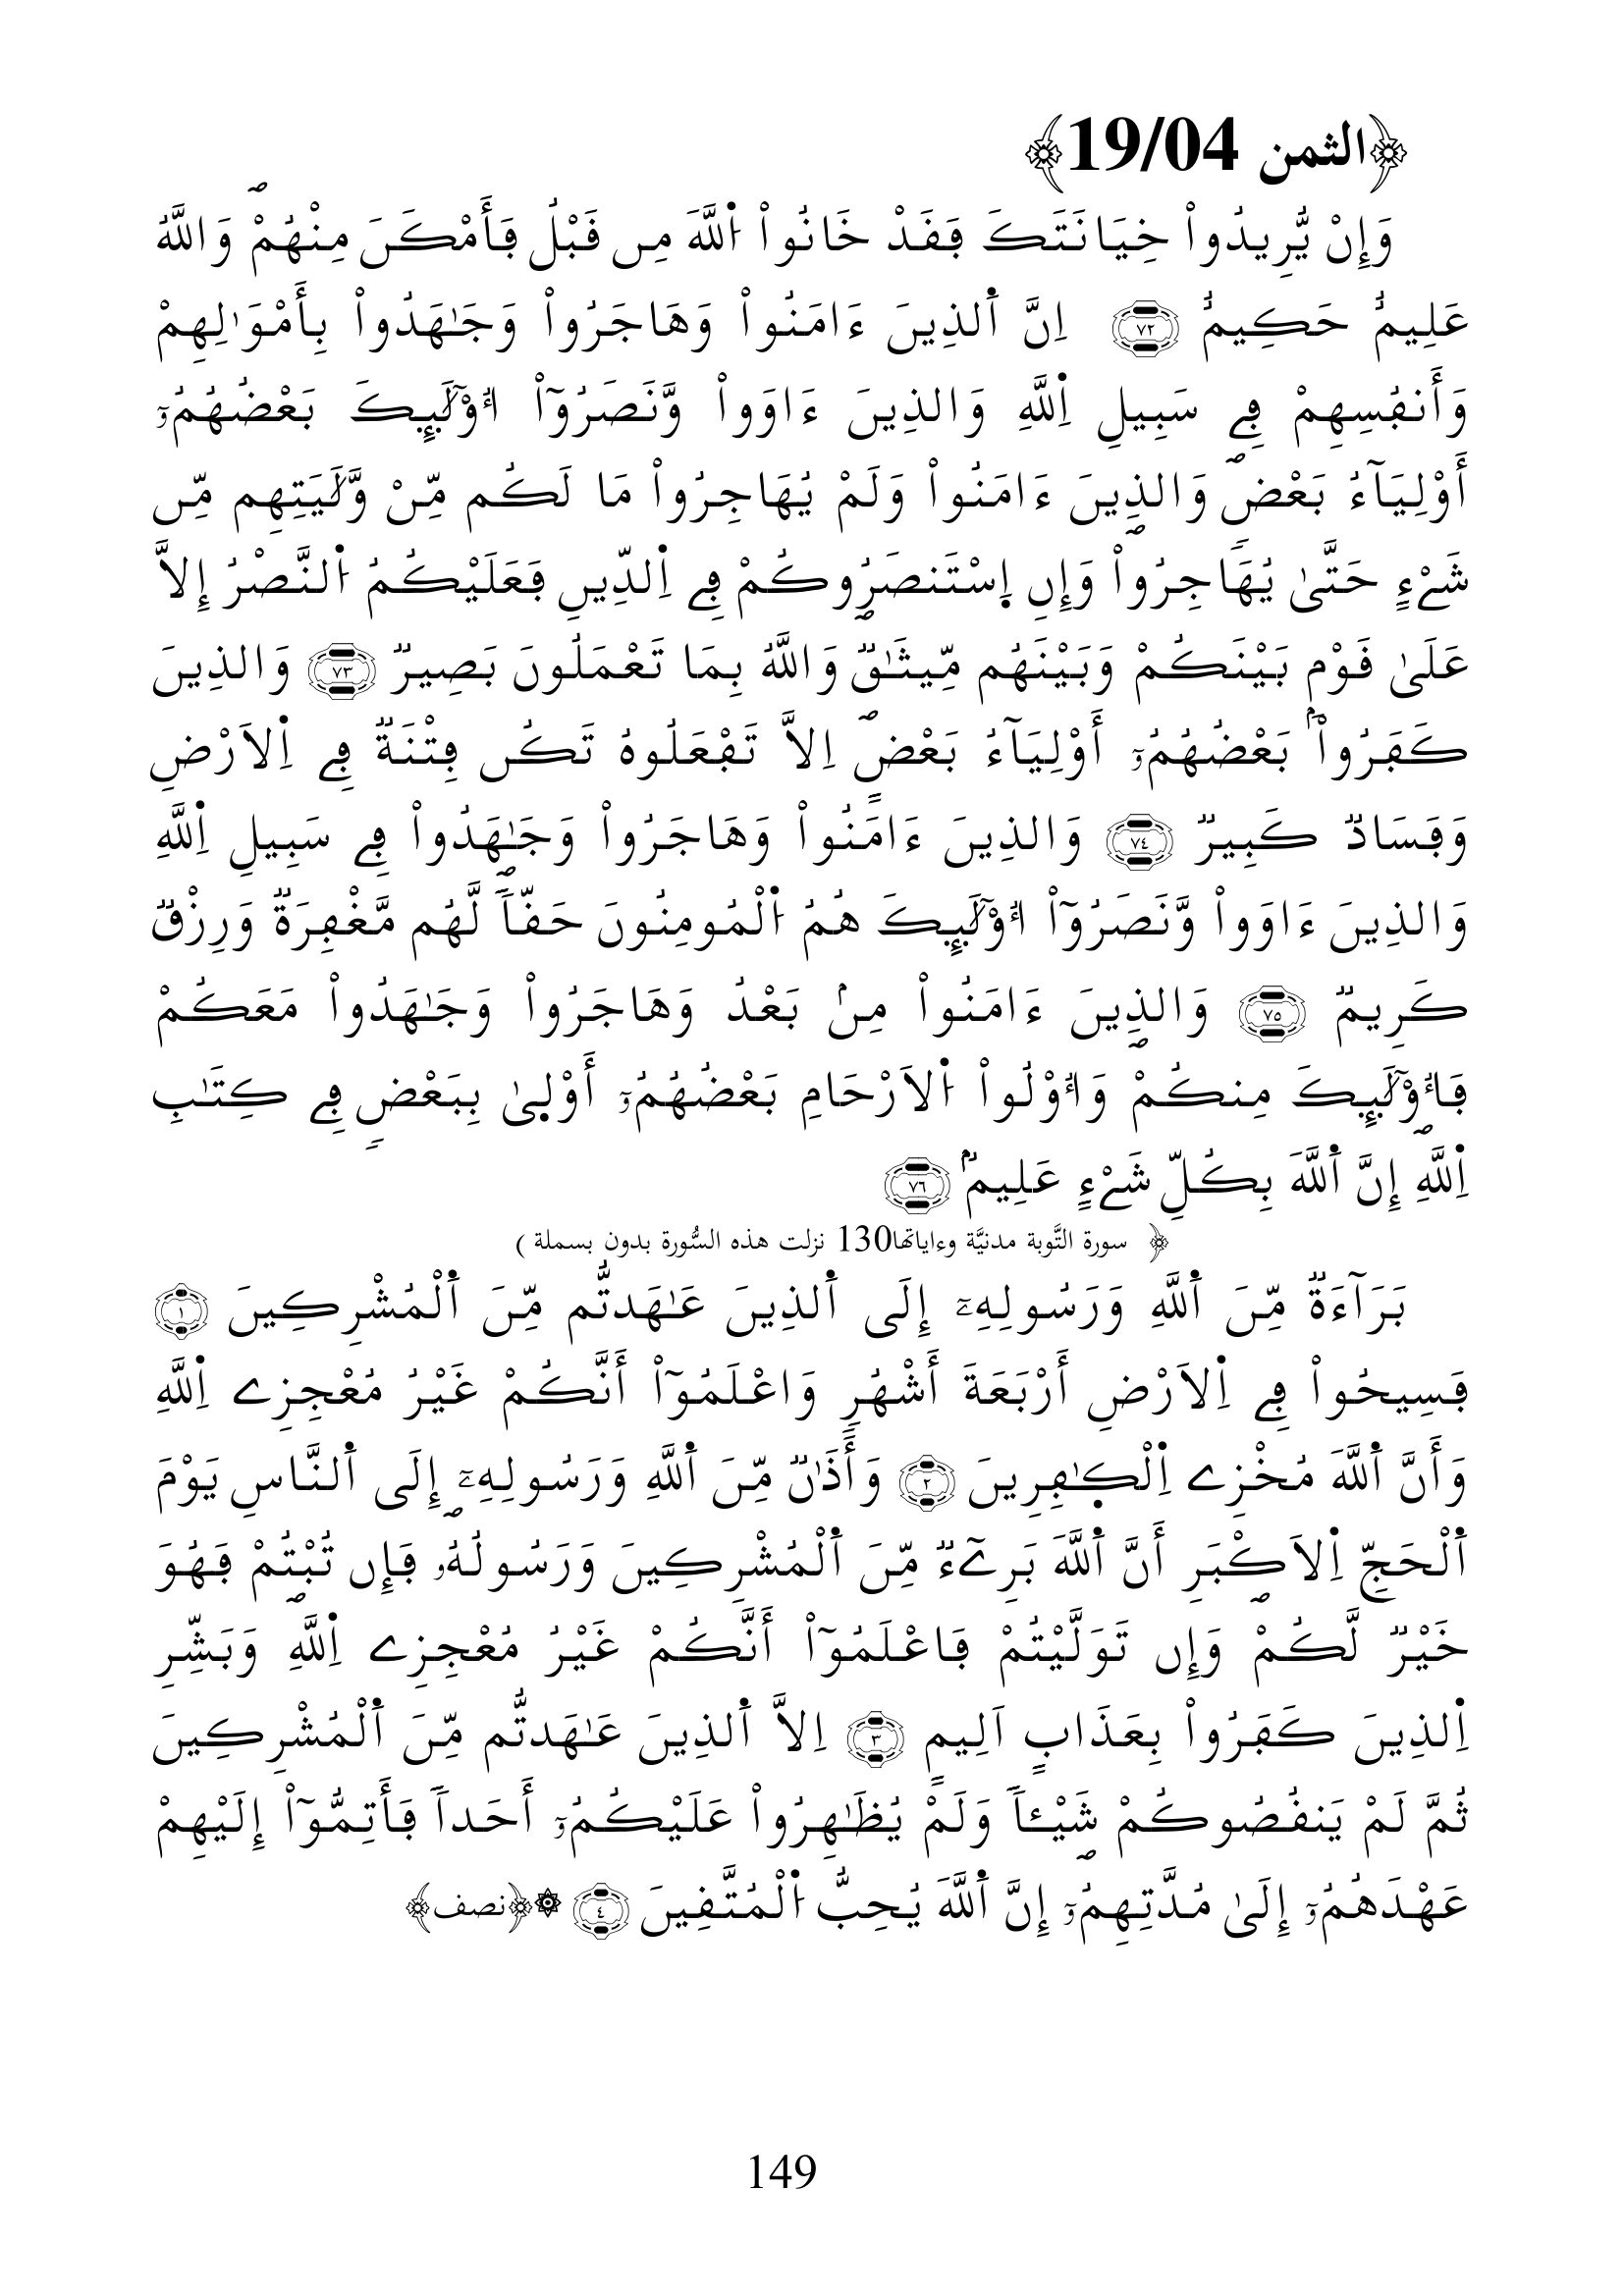 ﴿الثمن 19/04﴾
وَإِنْ يُّرِيدُواْ خِيَانَتَكَ فَقَدْ خَانُواْ اُ۬للَّهَ مِن قَبْلُ فَأَمْكَنَ مِنْهُمْۖ وَاللَّهُ
عَلِيمٌ حَكِيمٌ ٧٢ اِنَّ اَ۬لذِينَ ءَامَنُواْ وَهَاجَرُواْ وَجَٰهَدُواْ بِأَمْوَٰلِهِمْ
وَأَنفُسِهِمْ فِے سَبِيلِ اِ۬للَّهِ وَالذِينَ ءَاوَواْ وَّنَصَرُوٓاْ اُوْلَٰٓئِكَ بَعْضُهُمُۥٓ
أَوْلِيَآءُ بَعْضٖۖ وَالذِينَ ءَامَنُواْ وَلَمْ يُهَاجِرُواْ مَا لَكُم مِّنْ وَّلَٰيَتِهِم مِّن
شَےْءٍ حَتَّىٰ يُهَاجِرُواْۖ وَإِنِ اِ۪سْتَنصَرُوكُمْ فِے اِ۬لدِّينِ فَعَلَيْكُمُ اُ۬لنَّصْرُ إِلاَّ
عَلَىٰ قَوْمِۢ بَيْنَكُمْ وَبَيْنَهُم مِّيثَٰقٞۖ وَاللَّهُ بِمَا تَعْمَلُونَ بَصِيرٞ ٧٣ وَالذِينَ
كَفَرُواْ بَعْضُهُمُۥٓ أَوْلِيَآءُ بَعْضٍۖ اِلاَّ تَفْعَلُوهُ تَكُن فِتْنَةٞ فِے اِ۬لَارْضِ
وَفَسَادٞ كَبِيرٞ ٧٤ وَالذِينَ ءَامَنُواْ وَهَاجَرُواْ وَجَٰهَدُواْ فِے سَبِيلِ اِ۬للَّهِ
وَالذِينَ ءَاوَواْ وَّنَصَرُوٓاْ اُوْلَٰٓئِكَ هُمُ اُ۬لْمُومِنُونَ حَقّاٗۖ لَّهُم مَّغْفِرَةٞ وَرِزْقٞ
كَرِيمٞ ٧٥ وَالذِينَ ءَامَنُواْ مِنۢ بَعْدُ وَهَاجَرُواْ وَجَٰهَدُواْ مَعَكُمْ
فَأُوْلَٰٓئِكَ مِنكُمْۖ وَأُوْلُواْ اُ۬لَارْحَامِ بَعْضُهُمُۥٓ أَوْل۪ىٰ بِبَعْضٖ فِے كِتَٰبِ
اِ۬للَّهِۖ إِنَّ اَ۬للَّهَ بِكُلِّ شَےْءٍ عَلِيمٌۢ ٧٦
﴿ سورة التَّوبة مدنيَّة وءاياتها130 نزلت هذه السُّورة بدون بسملة )
بَرَآءَةٞ مِّنَ اَ۬للَّهِ وَرَسُولِهِۦٓ إِلَى اَ۬لذِينَ عَٰهَدتُّم مِّنَ اَ۬لْمُشْرِكِينَ ١
فَسِيحُواْ فِے اِ۬لَارْضِ أَرْبَعَةَ أَشْهُرٖ وَاعْلَمُوٓاْ أَنَّكُمْ غَيْرُ مُعْجِزِے اِ۬للَّهِ
وَأَنَّ اَ۬للَّهَ مُخْزِے اِ۬لْكٰ۪فِرِينَ ٢ وَأَذَٰنٞ مِّنَ اَ۬للَّهِ وَرَسُولِهِۦٓ إِلَى اَ۬لنَّاسِ يَوْمَ
اَ۬لْحَجِّ اِ۬لَاكْبَرِ أَنَّ اَ۬للَّهَ بَرِےٓءٞ مِّنَ اَ۬لْمُشْرِكِينَ وَرَسُولُهُۥۖ فَإِن تُبْتُمْ فَهُوَ
خَيْرٞ لَّكُمْۖ وَإِن تَوَلَّيْتُمْ فَاعْلَمُوٓاْ أَنَّكُمْ غَيْرُ مُعْجِزِے اِ۬للَّهِۖ وَبَشِّرِ
اِ۬لذِينَ كَفَرُواْ بِعَذَابٍ اَلِيمٍ ٣ اِلاَّ اَ۬لذِينَ عَٰهَدتُّم مِّنَ اَ۬لْمُشْرِكِينَ
ثُمَّ لَمْ يَنقُصُوكُمْ شَيْـٔاٗ وَلَمْ يُظَٰهِرُواْ عَلَيْكُمُۥٓ أَحَداٗ فَأَتِمُّوٓاْ إِلَيْهِمْ
عَهْدَهُمُۥٓ إِلَىٰ مُدَّتِهِمُۥٓۖ إِنَّ اَ۬للَّهَ يُحِبُّ اُ۬لْمُتَّقِينَ ٤ ۞﴿نصف﴾
149